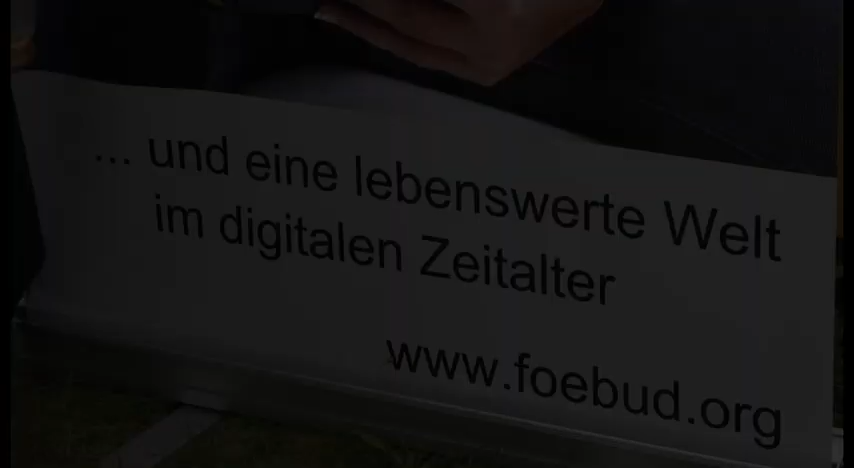 ... und eine lebenswerte Welt
im digitalen Zeitalter
www.foebud.org